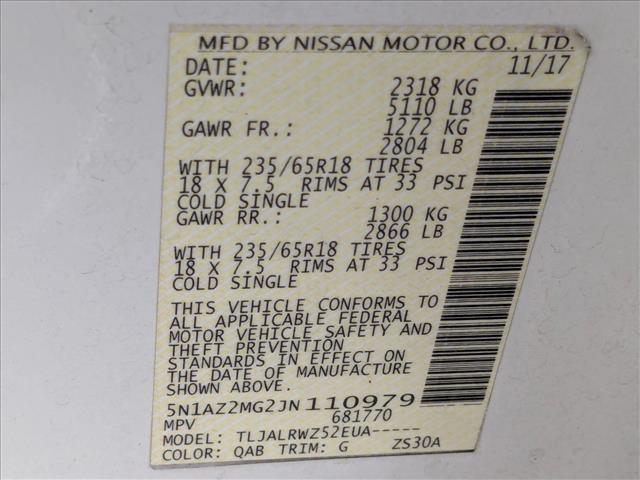 MFD BY NISSAN MOTOR CO., LTD.
DATE: 11/17
GVWR: 2318 KG
5110 LB
GAWR FR.: 1272 KG
2804 LB
WITH 235/65R18 TIRES
18 X 7.5 RIMS AT 33 PSI
COLD SINGLE
GAWR RR.: 1300 KG
2866 LB
WITH 235/65R18 TIRES
18 X 7.5 RIMS AT 33 PSI
COLD SINGLE
THIS VEHICLE CONFORMS TO
ALL APPLICABLE FEDERAL
MOTOR VEHICLE SAFETY AND
THEFT PREVENTION
STANDARDS IN EFFECT ON
THE DATE OF MANUFACTURE
SHOWN ABOVE.
5N1AZ2MG2JN110979
MPV 681770
MODEL: TLJALRWZ52EUA-----
COLOR: QAB TRIM: G ZS30A